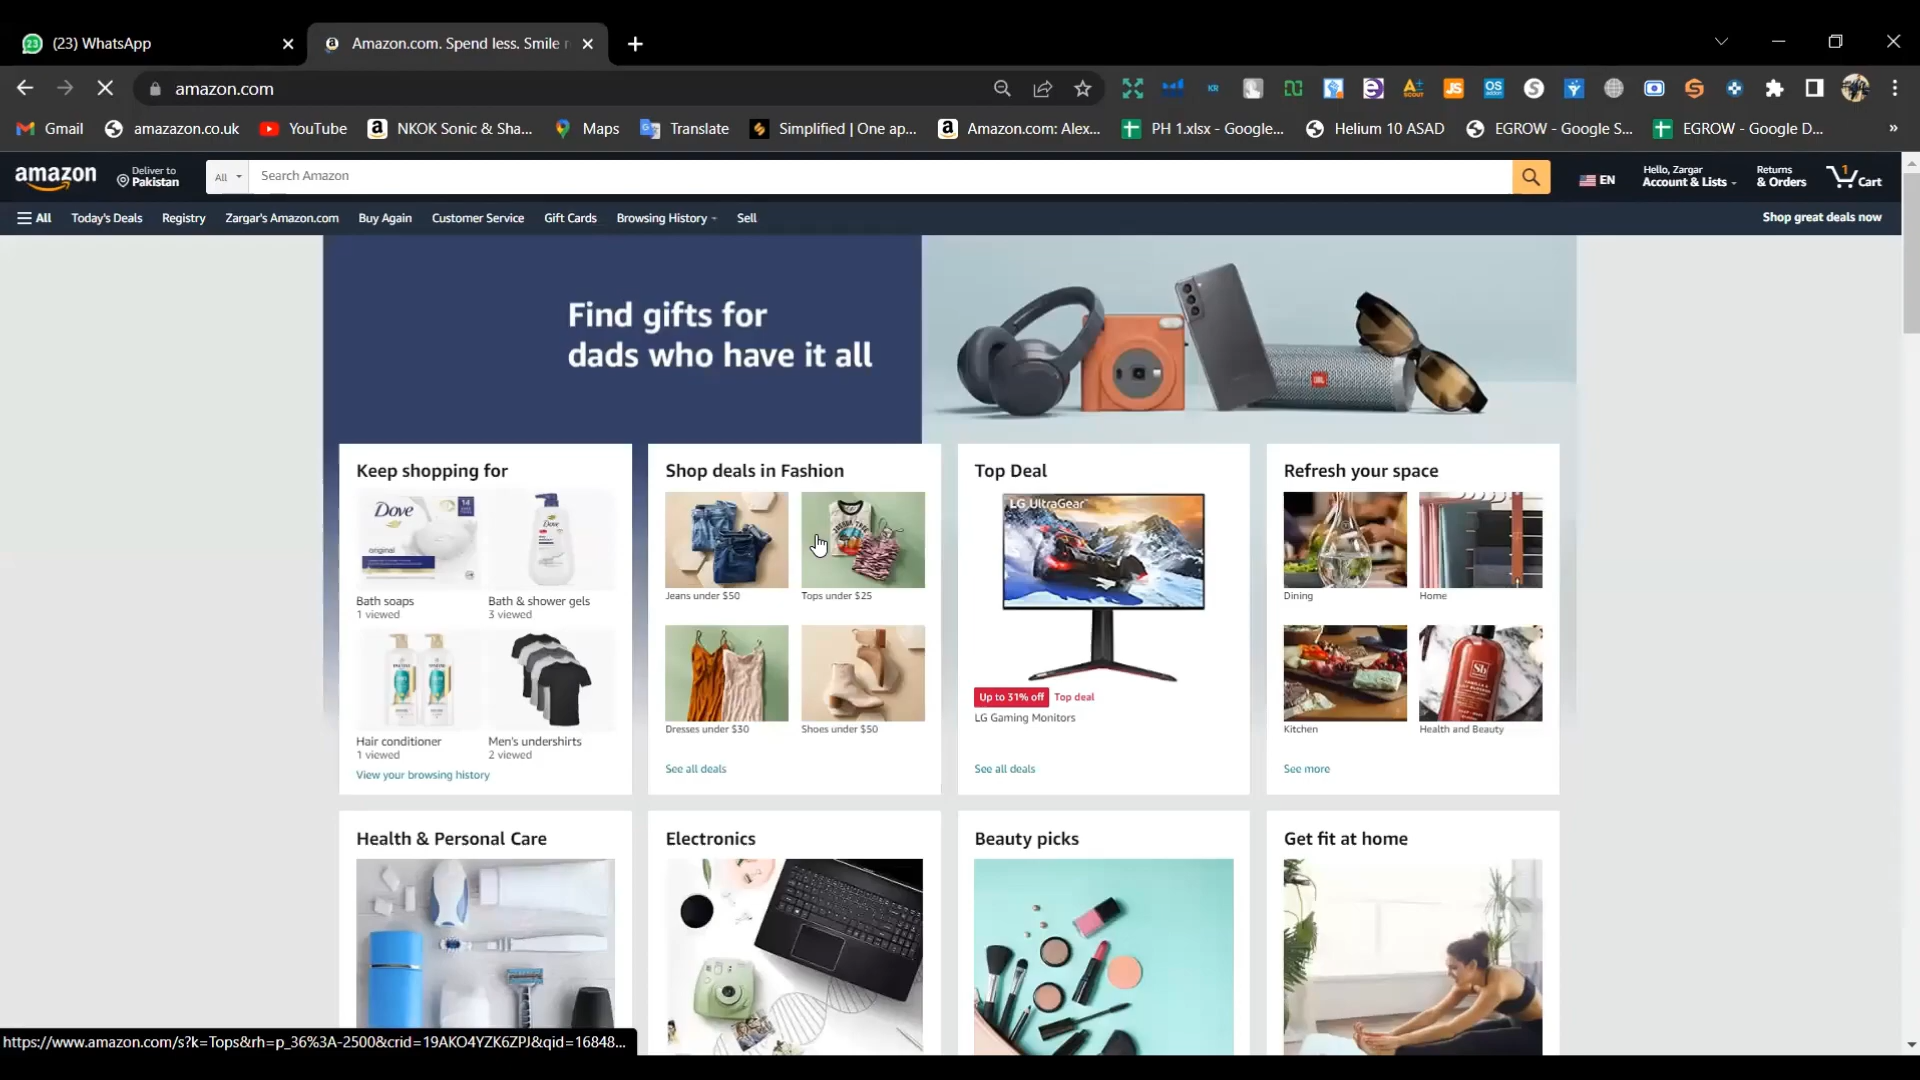 (23) WhatsApp
Amazon.com. Spend less. Smile
amazon.com
Gmail
amazazon.co.uk
YouTube
NKOK Sonic & Sha...
Maps
Translate
Simplified | One ap...
Amazon.com: Alex...
PH 1.xlsx - Google...
Helium 10 ASAD
EGROW - Google S...
EGROW - Google D...
»
amazon
Deliver to
Pakistan
All
Search Amazon
EN
Hello, Zargar
Account & Lists
Returns
& Orders
1
Cart
All
Today's Deals
Registry
Zargar's Amazon.com
Buy Again
Customer Service
Gift Cards
Browsing History
Sell
Shop great deals now
Find gifts for
dads who have it all
JBL
Keep shopping for
Dove
original
Dove
Bath soaps
1 viewed
Bath & shower gels
3 viewed
Hair conditioner
1 viewed
Men's undershirts
2 viewed
View your browsing history
Shop deals in Fashion
Jeans under $50
Tops under $25
Dresses under $30
Shoes under $50
See all deals
Top Deal
LG UltraGear™
Up to 31% off
Top deal
LG Gaming Monitors
See all deals
Refresh your space
Dining
Home
Kitchen
Health and Beauty
See more
Health & Personal Care
Electronics
Beauty picks
Get fit at home
https://www.amazon.com/s?k=Tops&rh=p_36%3A-2500&crid=19AKO4YZK6ZPJ&qid=16848...